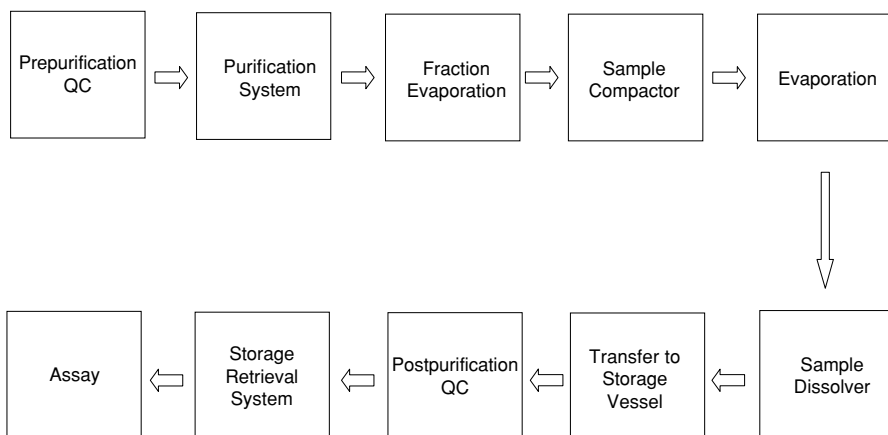 Prepurification
QC
Purification
System
Fraction
Evaporation
Sample
Compactor
Evaporation
Sample
Dissolver
Transfer to
Storage
Vessel
Postpurification
QC
Storage
Retrieval
System
Assay